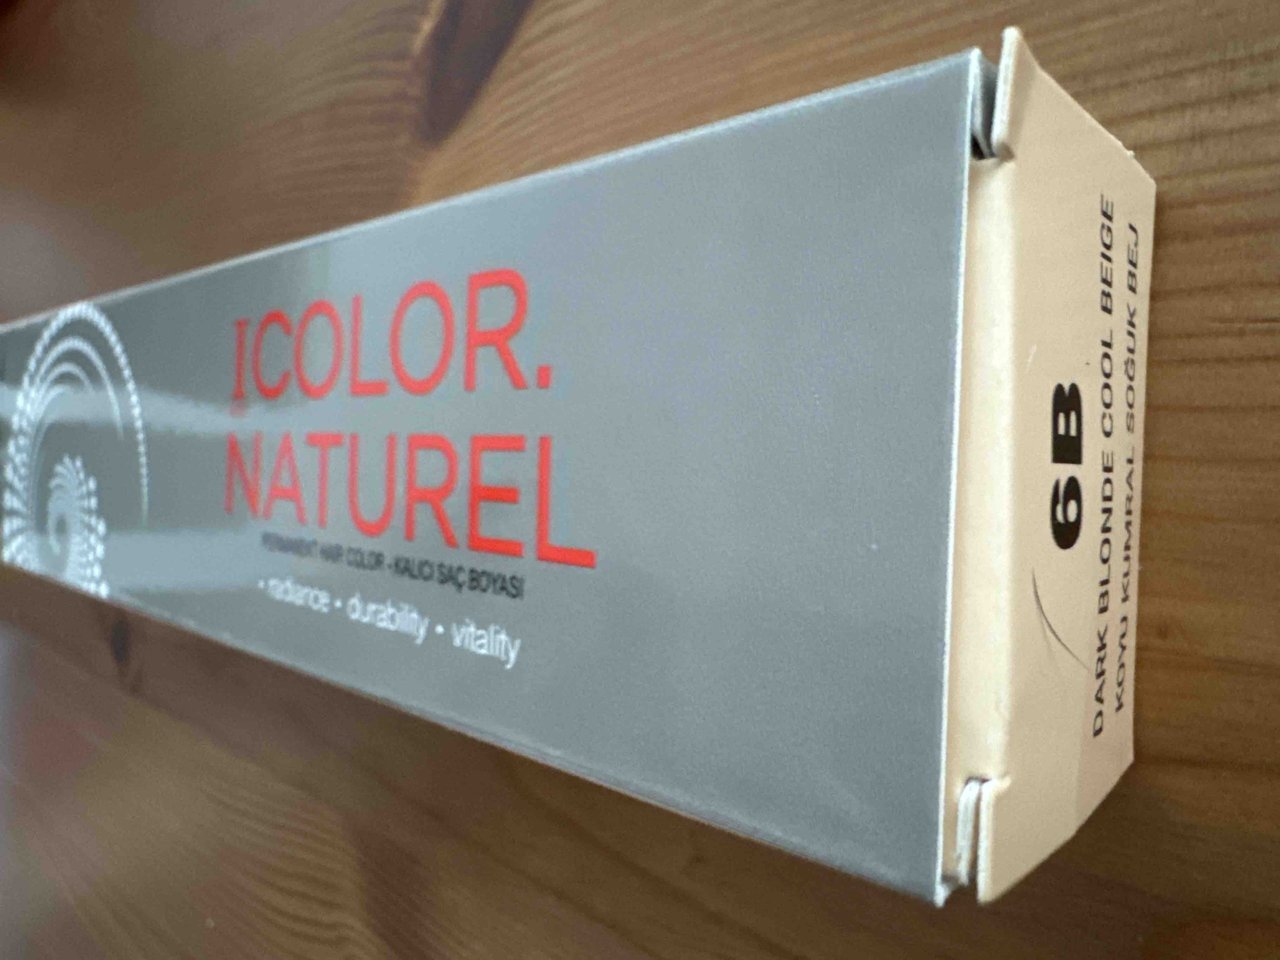 ICOLOR.
NATUREL
PERMANENT HAIR COLOR - KALICI SAÇ BOYASI
• radiance • durability • vitality
6B
DARK BLONDE COOL BEIGE
KOYU KUMRAL SOĞUK BEJ